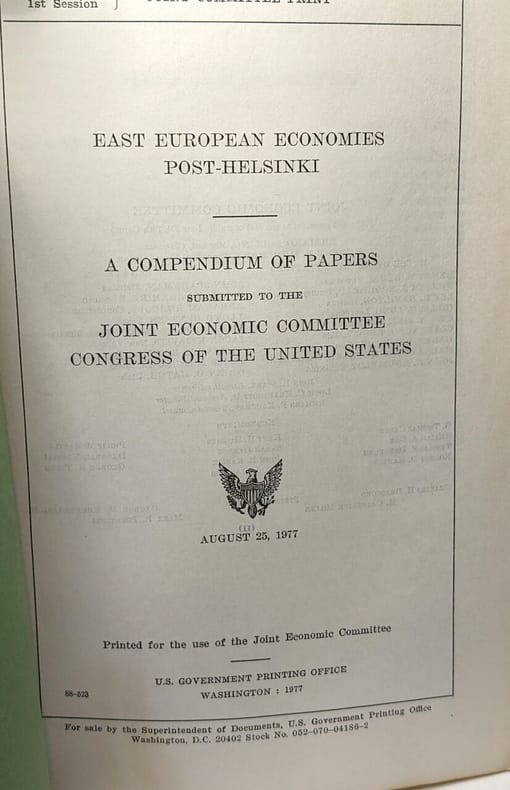 1st Session } JOINT COMMITTEE PRINT
EAST EUROPEAN ECONOMIES
POST-HELSINKI
A COMPENDIUM OF PAPERS
SUBMITTED TO THE
JOINT ECONOMIC COMMITTEE
CONGRESS OF THE UNITED STATES
AUGUST 25, 1977
Printed for the use of the Joint Economic Committee
U.S. GOVERNMENT PRINTING OFFICE
88-523
WASHINGTON : 1977
For sale by the Superintendent of Documents, U.S. Government Printing Office
Washington, D.C. 20402 Stock No. 052-070-04186-2